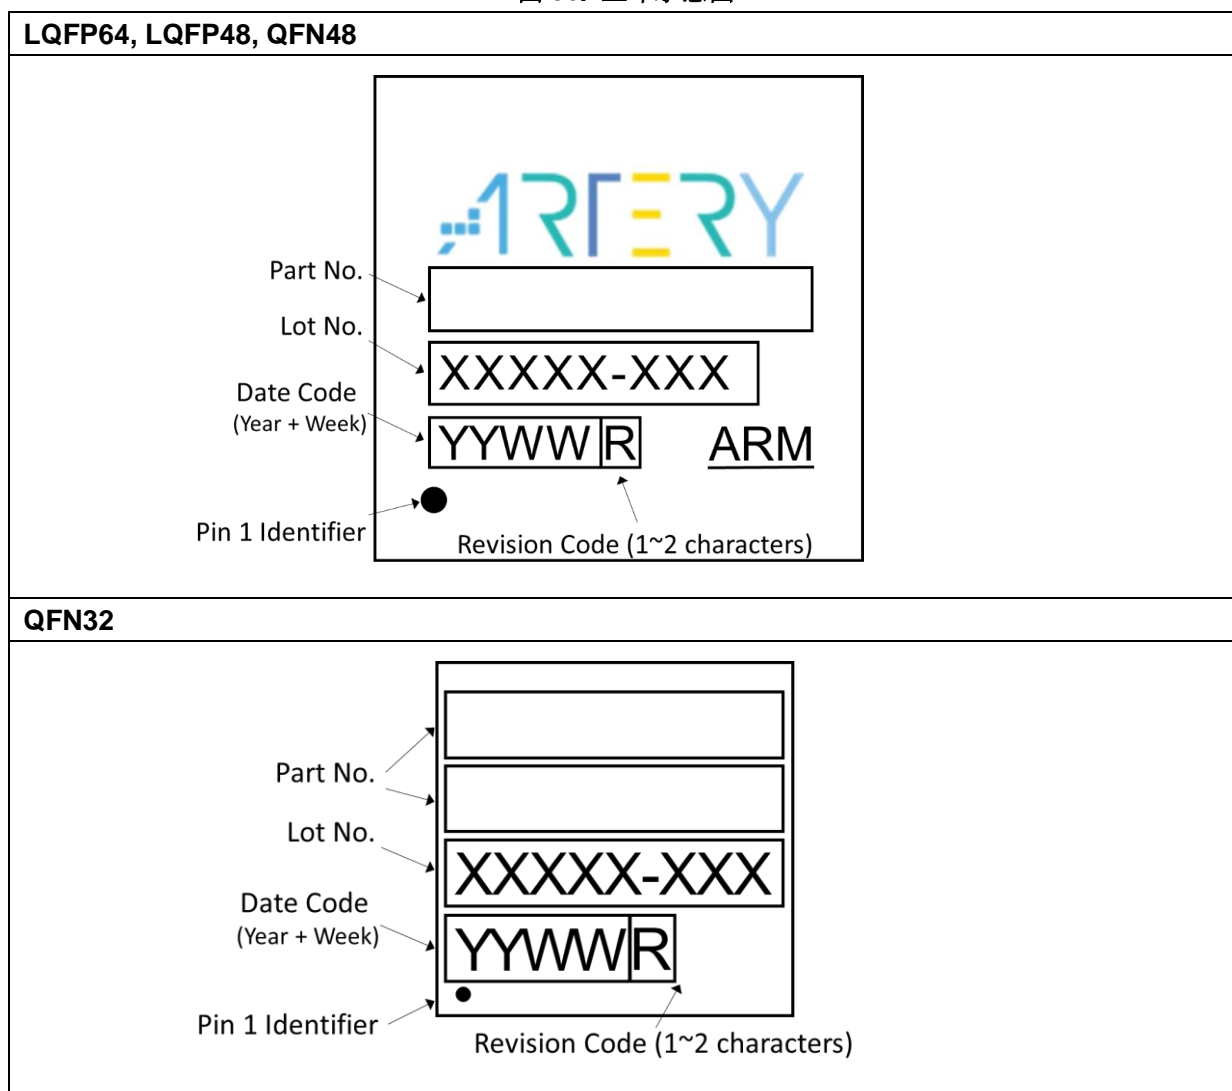 LQFP64, LQFP48, QFN48
ARTERY
Part No.
Lot No.
XXXXX-XXX
Date Code
(Year + Week)
YYWW R
ARM
Pin 1 Identifier
Revision Code (1~2 characters)
QFN32
Part No.
Lot No.
XXXXX-XXX
Date Code
(Year + Week)
YYWW R
Pin 1 Identifier
Revision Code (1~2 characters)